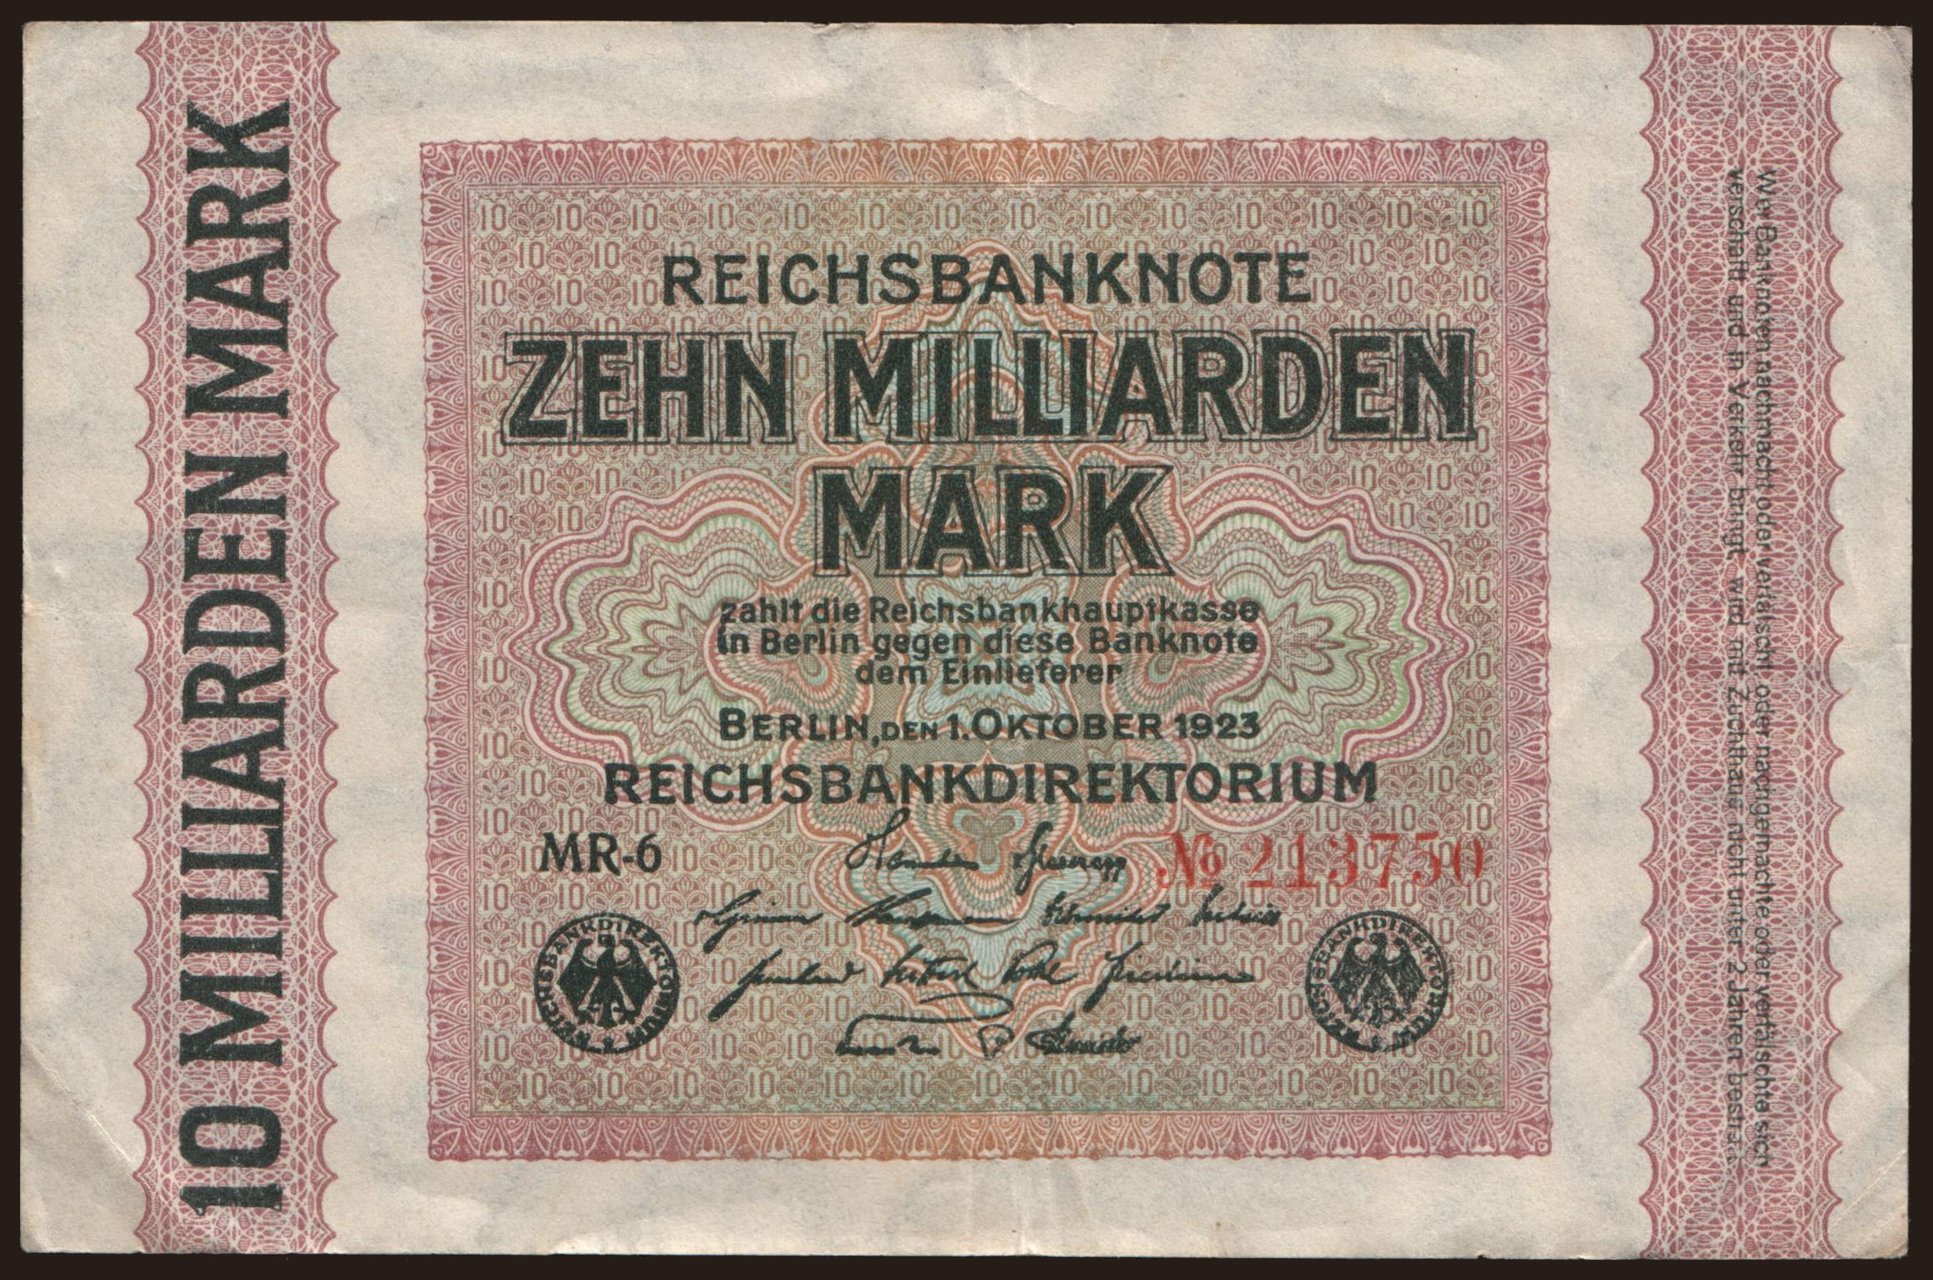 10 MILLIARDEN MARK
REICHSBANKNOTE
ZEHN MILLIARDEN
MARK
zahlt die Reichsbankhauptkasse
in Berlin gegen diese Banknote
dem Einlieferer
BERLIN, DEN 1. OKTOBER 1923
REICHSBANKDIREKTORIUM
MR-6
№ 213750
REICHSBANKDIREKTORIUM
REICHSBANKDIREKTORIUM
Wer Banknoten nachmacht oder verfälscht, oder nachgemachte oder verfälschte sich
verschafft und in Verkehr bringt, wird mit Zuchthaus nicht unter 2 Jahren bestraft